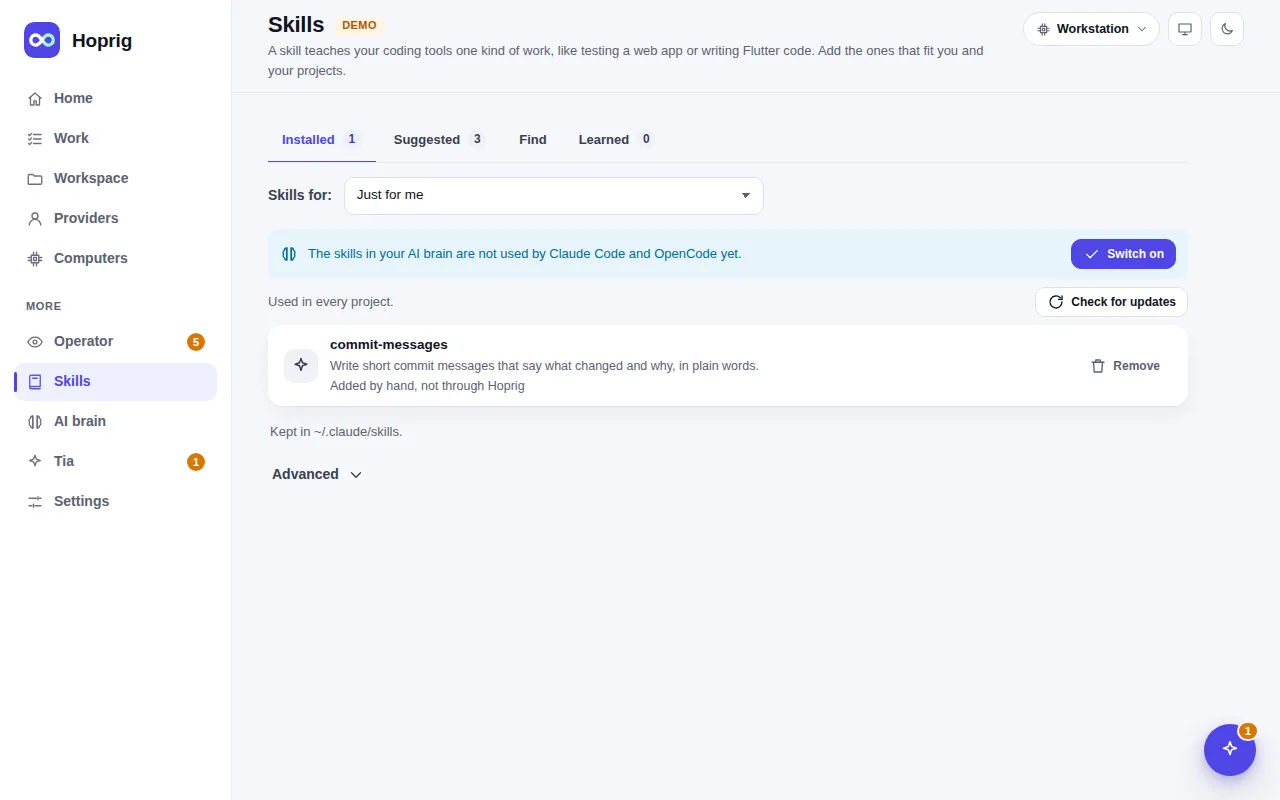 Hoprig
Home
Work
Workspace
Providers
Computers
MORE
Operator 5
Skills
AI brain
Tia 1
Settings
Skills DEMO
A skill teaches your coding tools one kind of work, like testing a web app or writing Flutter code. Add the ones that fit you and
your projects.
Workstation
Installed 1 Suggested 3 Find Learned 0
Skills for: Just for me
The skills in your AI brain are not used by Claude Code and OpenCode yet. Switch on
Used in every project. Check for updates
commit-messages
Write short commit messages that say what changed and why, in plain words.
Added by hand, not through Hoprig
Remove
Kept in ~/.claude/skills.
Advanced
1